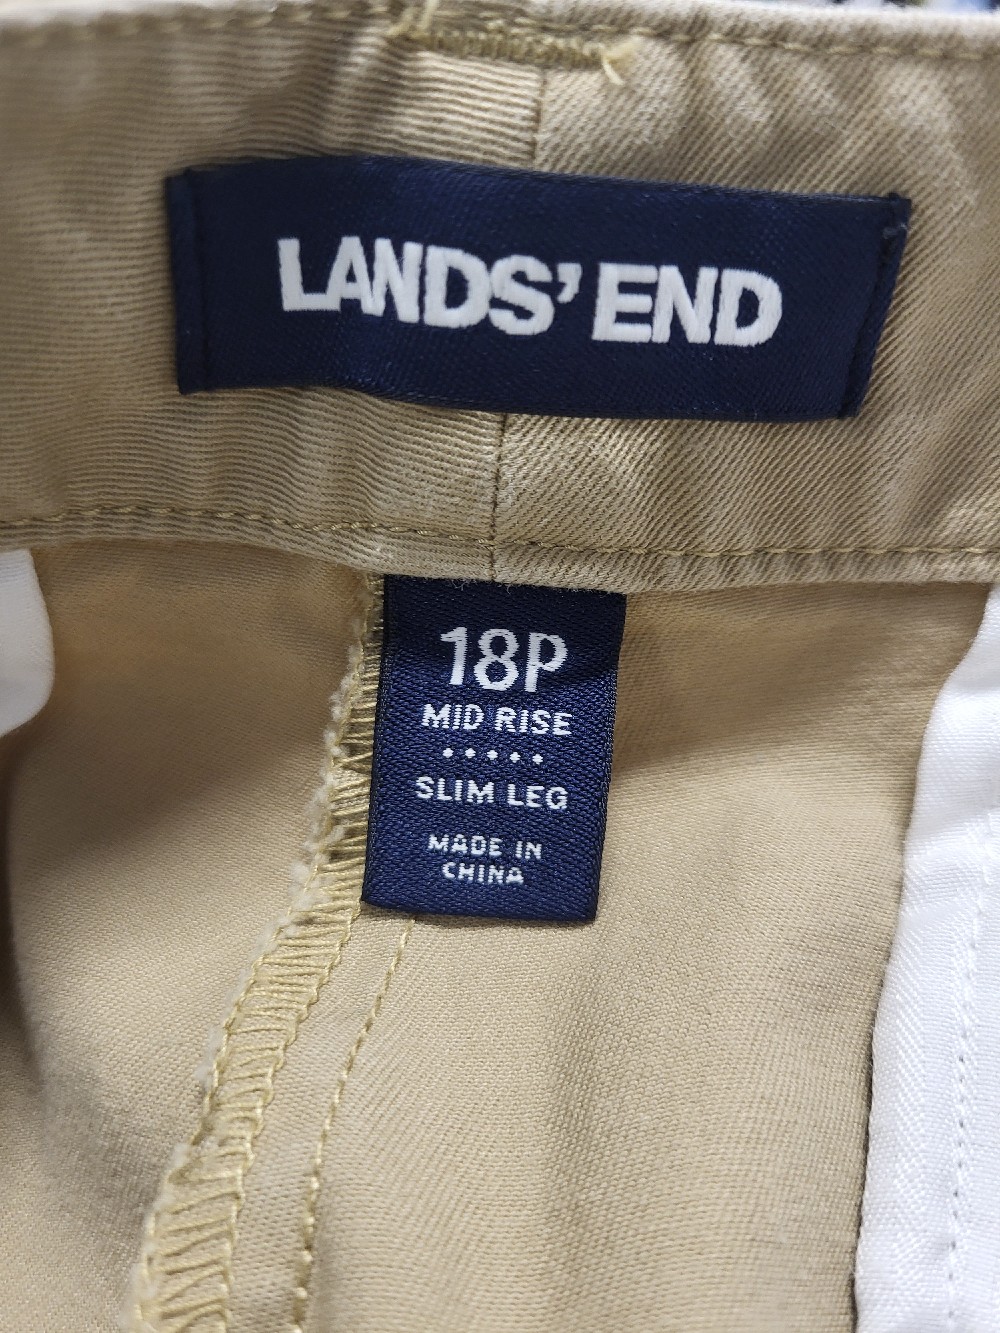 LANDS' END
18P
MID RISE
•••••
SLIM LEG
MADE IN
CHINA